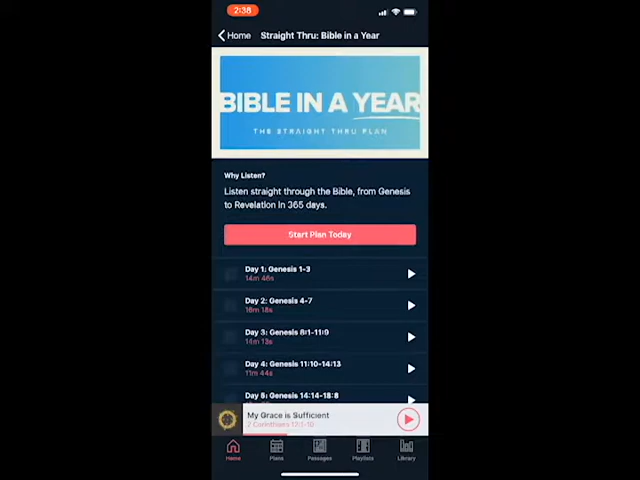 2:38
Home
Straight Thru: Bible in a Year
BIBLE IN A YEAR
THE STRAIGHT THRU PLAN
Why Listen?
Listen straight through the Bible, from Genesis
to Revelation in 365 days.
Start Plan Today
Day 1: Genesis 1-3
14m 46s
Day 2: Genesis 4-7
16m 18s
Day 3: Genesis 8:1-11:9
14m 13s
Day 4: Genesis 11:10-14:13
11m 44s
Day 5: Genesis 14:14-18:8
My Grace is Sufficient
2 Corinthians 12:1-10
Home
Plans
Passages
Playlists
Library